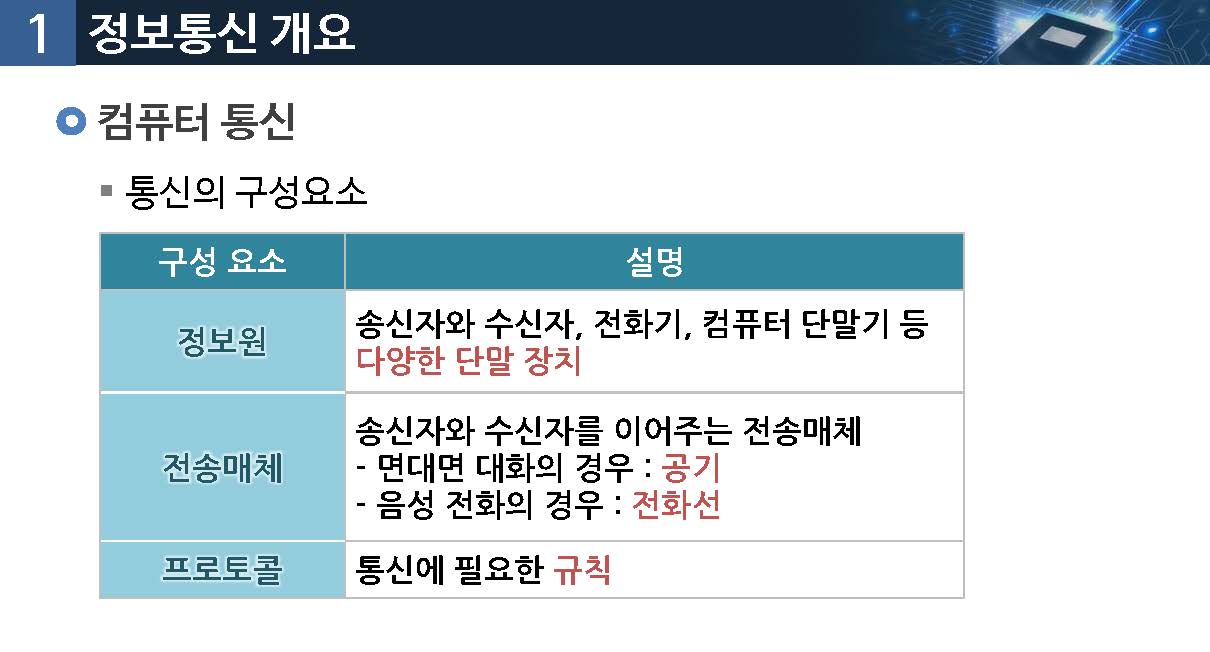 1 정보통신 개요
컴퓨터 통신
▪ 통신의 구성요소
구성 요소 설명
정보원
송신자와 수신자, 전화기, 컴퓨터 단말기 등
다양한 단말 장치
전송매체
송신자와 수신자를 이어주는 전송매체
- 면대면 대화의 경우 : 공기
- 음성 전화의 경우 : 전화선
프로토콜 통신에 필요한 규칙